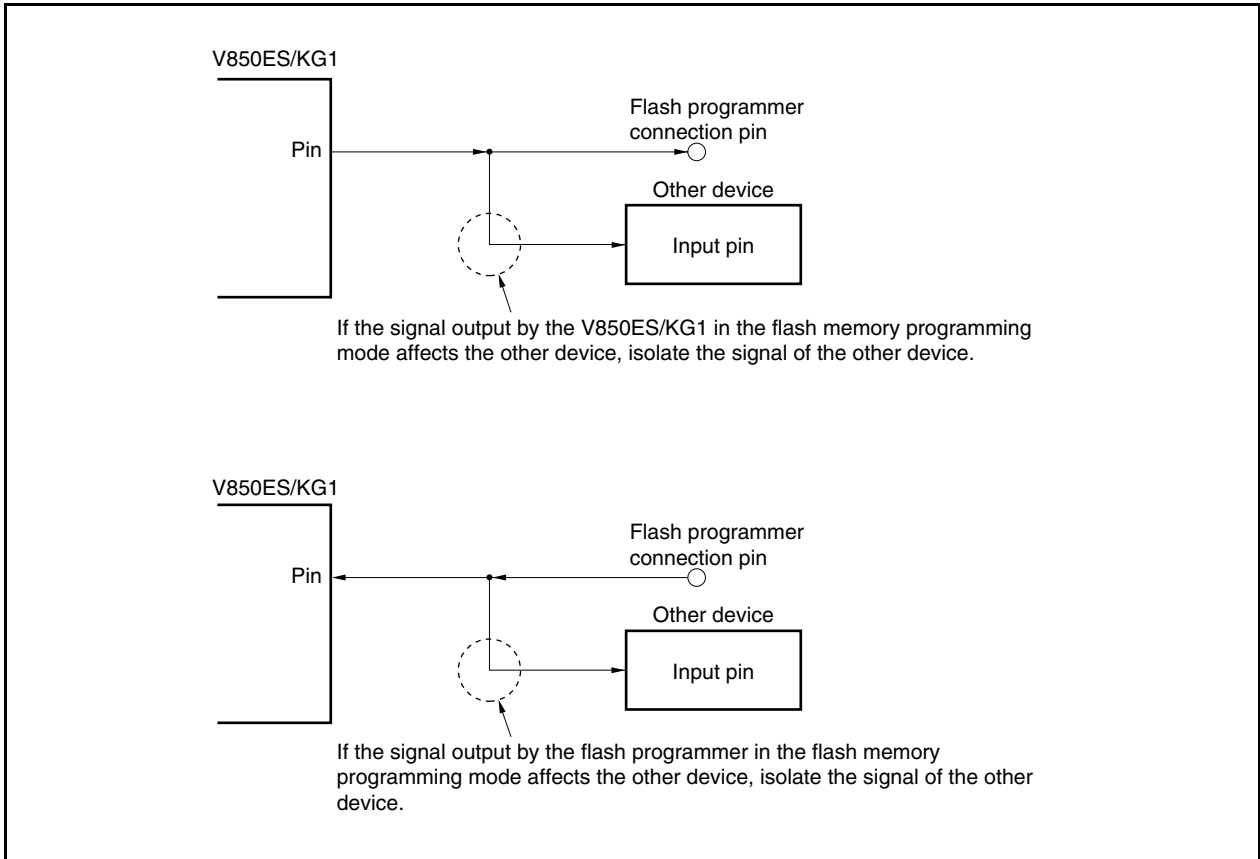 V850ES/KG1
Flash programmer
connection pin
Pin
Other device
Input pin
If the signal output by the V850ES/KG1 in the flash memory programming
mode affects the other device, isolate the signal of the other device.
V850ES/KG1
Flash programmer
connection pin
Pin
Other device
Input pin
If the signal output by the flash programmer in the flash memory
programming mode affects the other device, isolate the signal of the other
device.